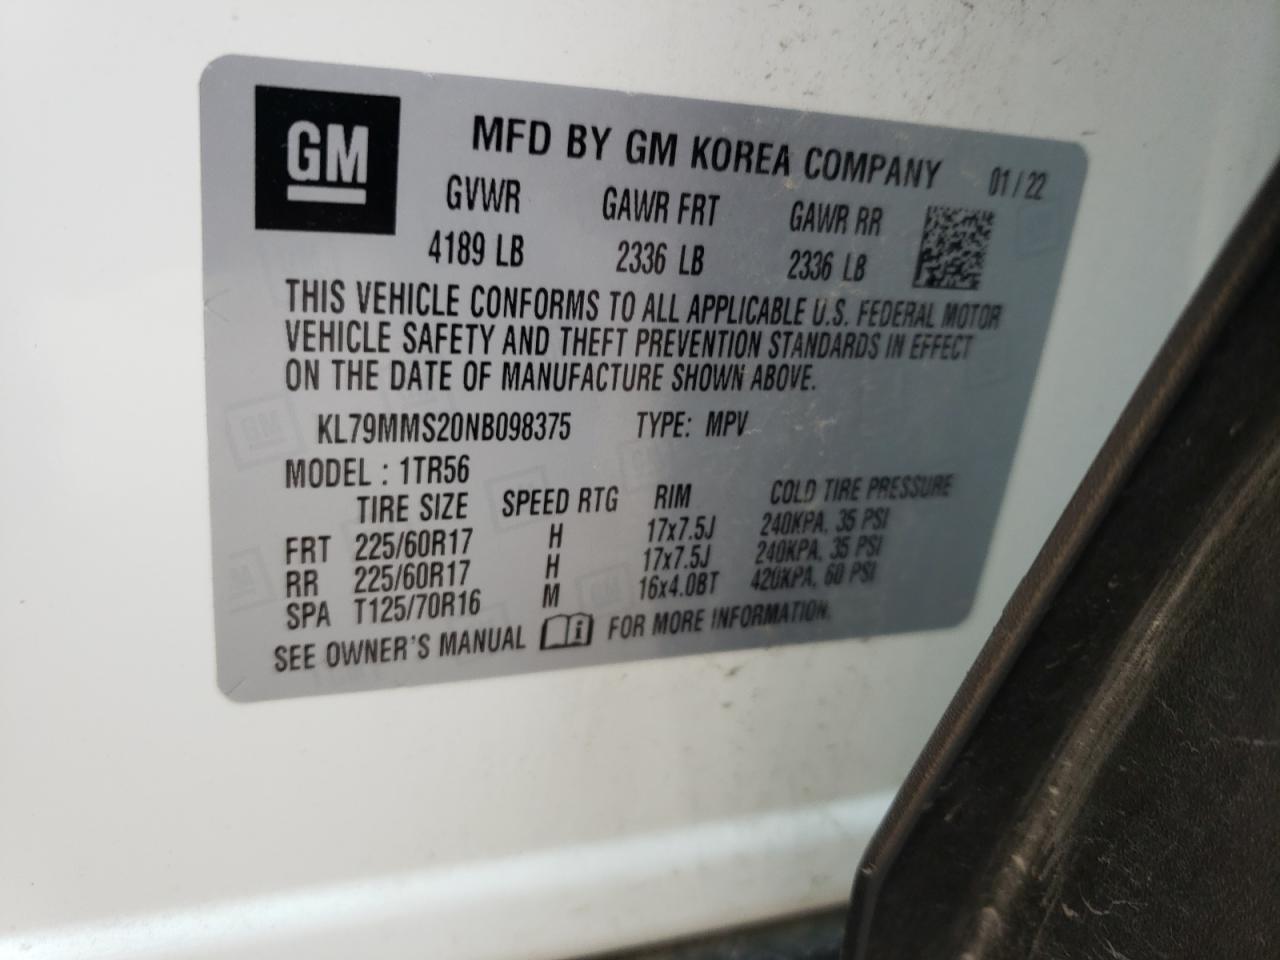 GM
MFD BY GM KOREA COMPANY 01/22
GVWR GAWR FRT GAWR RR
4189 LB 2336 LB 2336 LB
THIS VEHICLE CONFORMS TO ALL APPLICABLE U.S. FEDERAL MOTOR
VEHICLE SAFETY AND THEFT PREVENTION STANDARDS IN EFFECT
ON THE DATE OF MANUFACTURE SHOWN ABOVE.
KL79MMS20NB098375 TYPE: MPV
MODEL : 1TR56
TIRE SIZE SPEED RTG RIM COLD TIRE PRESSURE
FRT 225/60R17 H 17x7.5J 240KPA, 35 PSI
RR 225/60R17 H 17x7.5J 240KPA, 35 PSI
SPA T125/70R16 M 16x4.0BT 420KPA, 60 PSI
SEE OWNER'S MANUAL i FOR MORE INFORMATION.